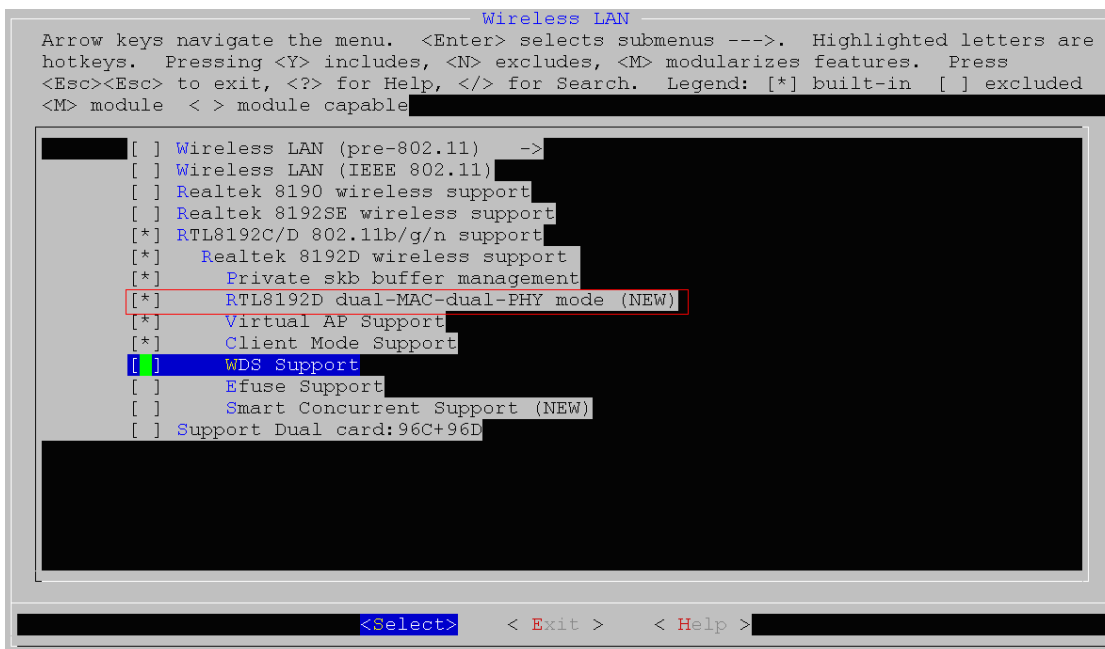 Wireless LAN
Arrow keys navigate the menu.  <Enter> selects submenus --->.  Highlighted letters are
hotkeys.  Pressing <Y> includes, <N> excludes, <M> modularizes features.  Press
<Esc><Esc> to exit, <?> for Help, </> for Search.  Legend: [*] built-in  [ ] excluded
<M> module  < > module capable
[ ] Wireless LAN (pre-802.11)   ->
[ ] Wireless LAN (IEEE 802.11)
[ ] Realtek 8190 wireless support
[ ] Realtek 8192SE wireless support
[*] RTL8192C/D 802.11b/g/n support
[*]   Realtek 8192D wireless support
[*]     Private skb buffer management
[*]     RTL8192D dual-MAC-dual-PHY mode (NEW)
[*]     Virtual AP Support
[*]     Client Mode Support
[ ]     WDS Support
[ ]     Efuse Support
[ ]     Smart Concurrent Support (NEW)
[ ] Support Dual card:96C+96D
<Select>    < Exit >    < Help >